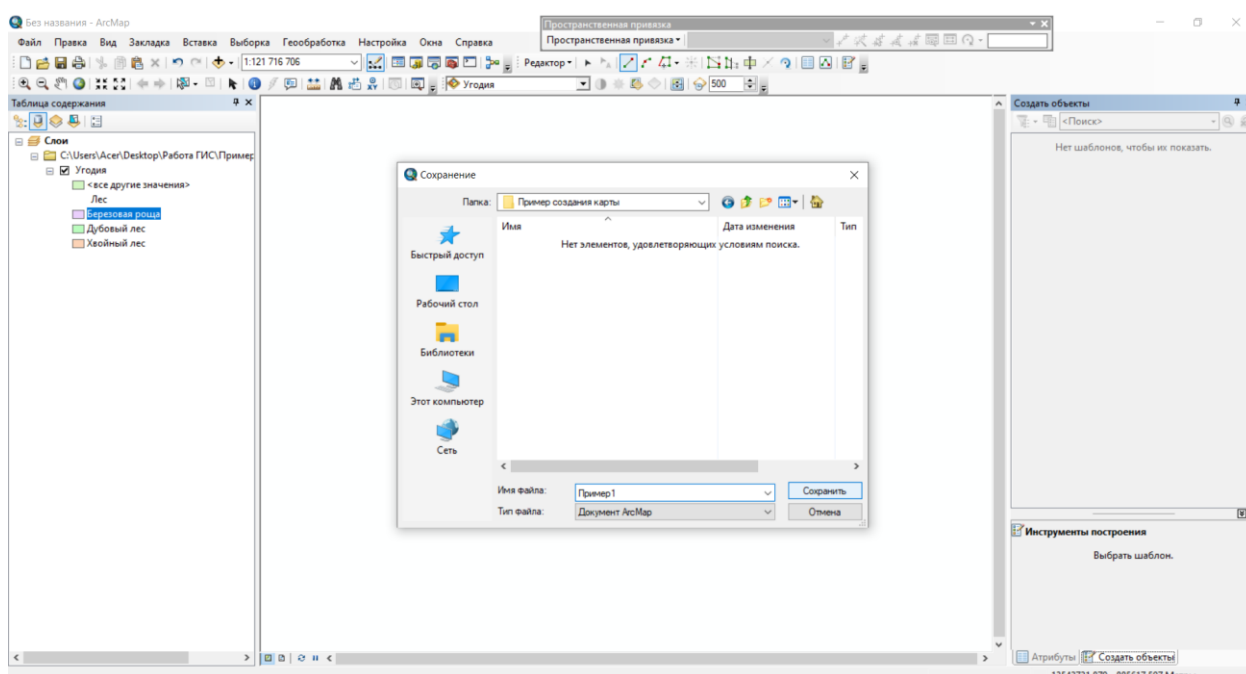 Без названия - ArcMap
Пространственная привязка
Файл Правка Вид Закладка Вставка Выборка Геообработка Настройка Окна Справка
Пространственная привязка
1:121 716 706
Редактор
Угодия
500
Таблица содержания
Слои
C:\Users\Acer\Desktop\Работа ГИС\Пример
Угодия
<все другие значения>
Лес
Березовая роща
Дубовый лес
Хвойный лес
Сохранение
Папка: Пример создания карты
Имя Дата изменения Тип
Нет элементов, удовлетворяющих условиям поиска.
Быстрый доступ
Рабочий стол
Библиотеки
Этот компьютер
Сеть
Имя файла: Пример1 Сохранить
Тип файла: Документ ArcMap Отмена
Создать объекты
<Поиск>
Нет шаблонов, чтобы их показать.
Инструменты построения
Выбрать шаблон.
Атрибуты Создать объекты